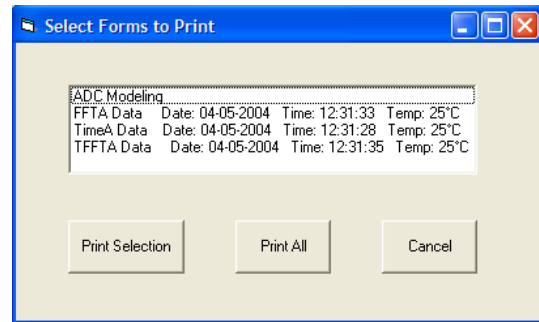 Select Forms to Print
ADC Modeling
FFTA Data Date: 04-05-2004 Time: 12:31:33 Temp: 25°C
TimeA Data Date: 04-05-2004 Time: 12:31:28 Temp: 25°C
TFFTA Data Date: 04-05-2004 Time: 12:31:35 Temp: 25°C
Print Selection Print All Cancel